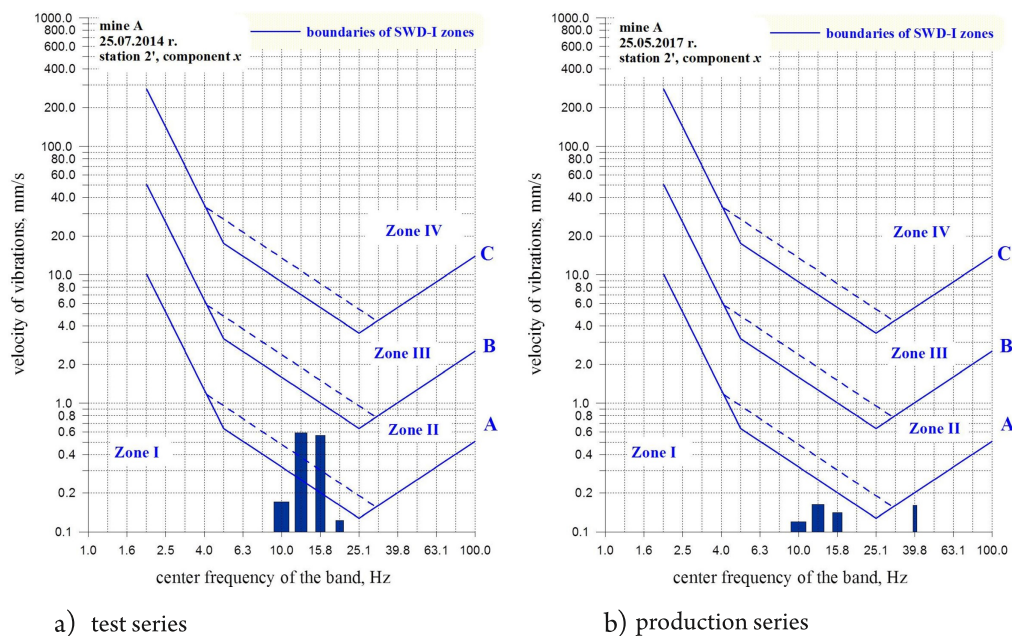 mine A
25.07.2014 r.
station 2', component x
boundaries of SWD-I zones
velocity of vibrations, mm/s
1000.0
800.0
600.0
400.0
200.0
100.0
80.0
60.0
40.0
20.0
10.0
8.0
6.0
4.0
2.0
1.0
0.8
0.6
0.4
0.2
0.1
Zone IV
C
Zone III
B
Zone II
A
Zone I
1.0 1.6 2.5 4.0 6.3 10.0 15.8 25.1 39.8 63.1 100.0
center frequency of the band, Hz
a) test series
mine A
25.05.2017 r.
station 2', component x
boundaries of SWD-I zones
velocity of vibrations, mm/s
1000.0
800.0
600.0
400.0
200.0
100.0
80.0
60.0
40.0
20.0
10.0
8.0
6.0
4.0
2.0
1.0
0.8
0.6
0.4
0.2
0.1
Zone IV
C
Zone III
B
Zone II
A
Zone I
1.0 1.6 2.5 4.0 6.3 10.0 15.8 25.1 39.8 63.1 100.0
center frequency of the band, Hz
b) production series